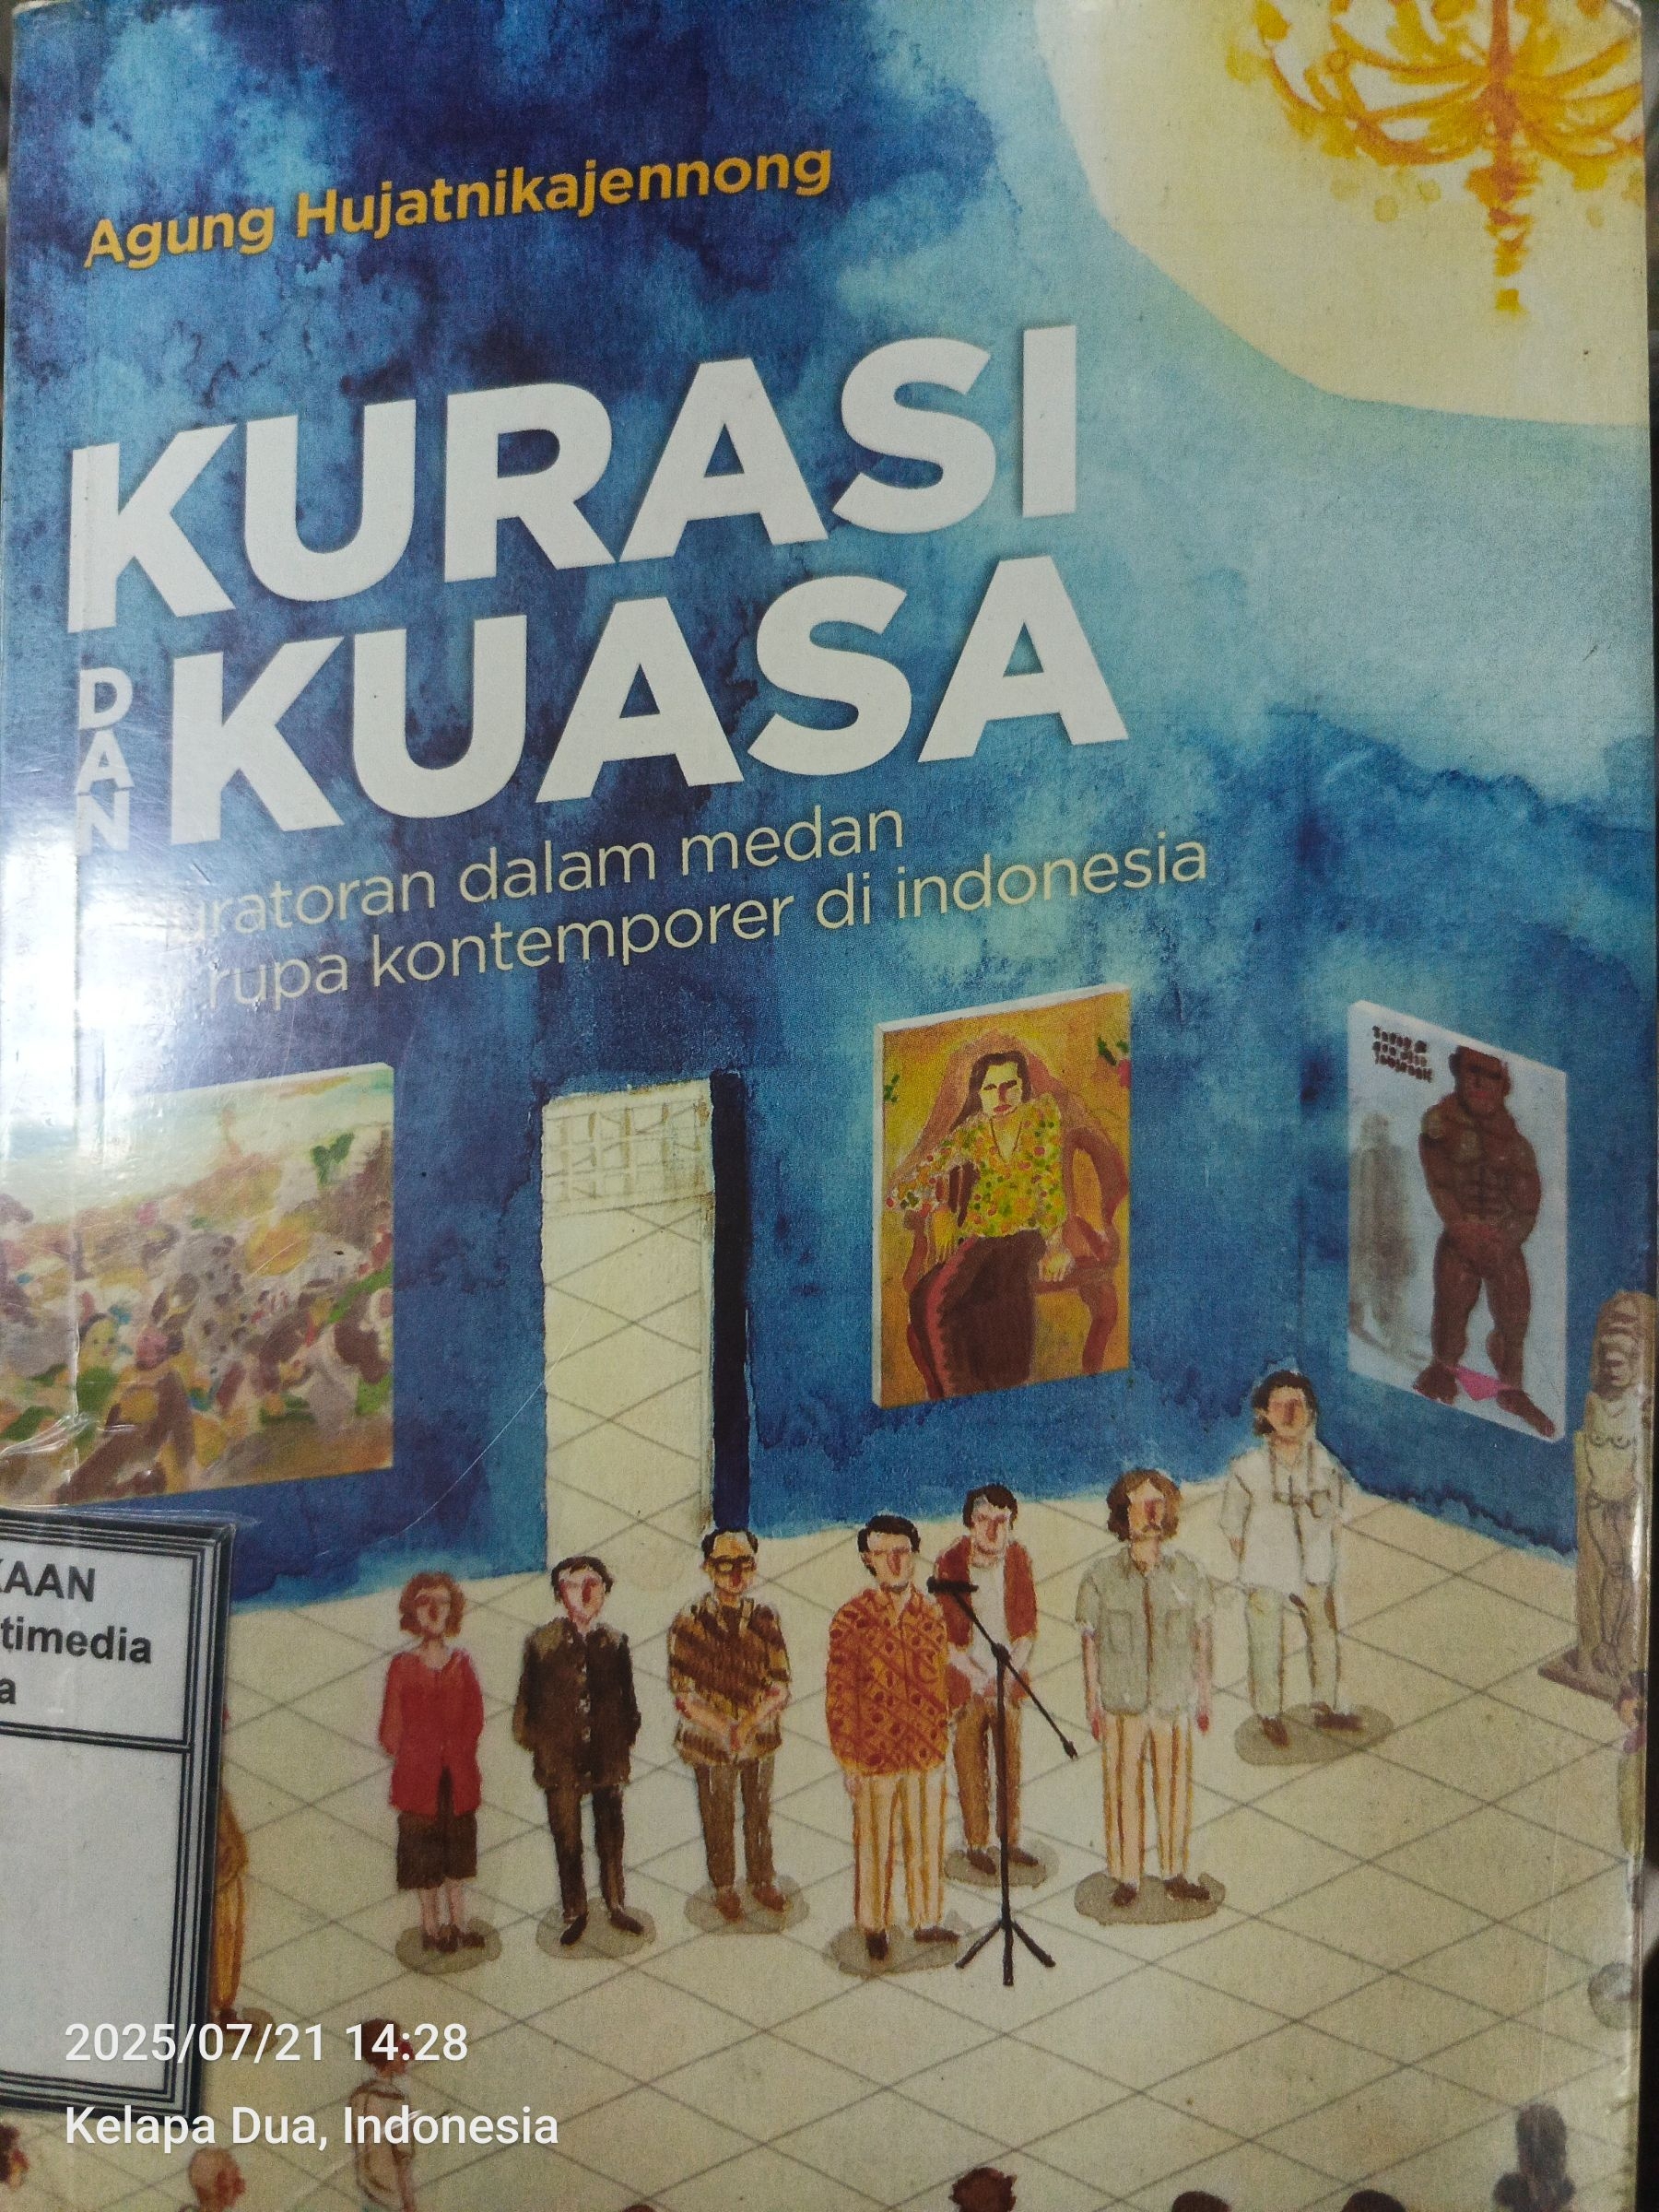 Agung Hujatnikajennong
KURASI
DAN
KUASA
dalam medan
rupa kontemporer di indonesia
KAAN
timedia
a
2025/07/21 14:28
Kelapa Dua, Indonesia